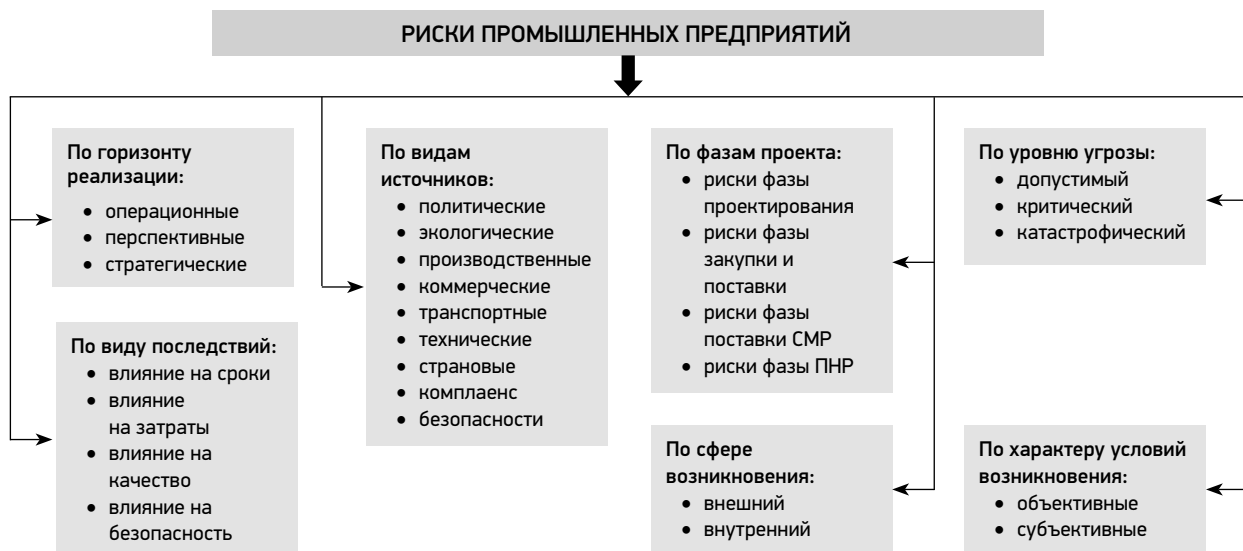 РИСКИ ПРОМЫШЛЕННЫХ ПРЕДПРИЯТИЙ
По горизонту
реализации:
• операционные
• перспективные
• стратегические
По виду последствий:
• влияние на сроки
• влияние
на затраты
• влияние на
качество
• влияние на
безопасность
По видам
источников:
• политические
• экологические
• производственные
• коммерческие
• транспортные
• технические
• страновые
• комплаенс
• безопасности
По фазам проекта:
• риски фазы
проектирования
• риски фазы
закупки и
поставки
• риски фазы
поставки СМР
• риски фазы ПНР
По сфере
возникновения:
• внешний
• внутренний
По уровню угрозы:
• допустимый
• критический
• катастрофический
По характеру условий
возникновения:
• объективные
• субъективные